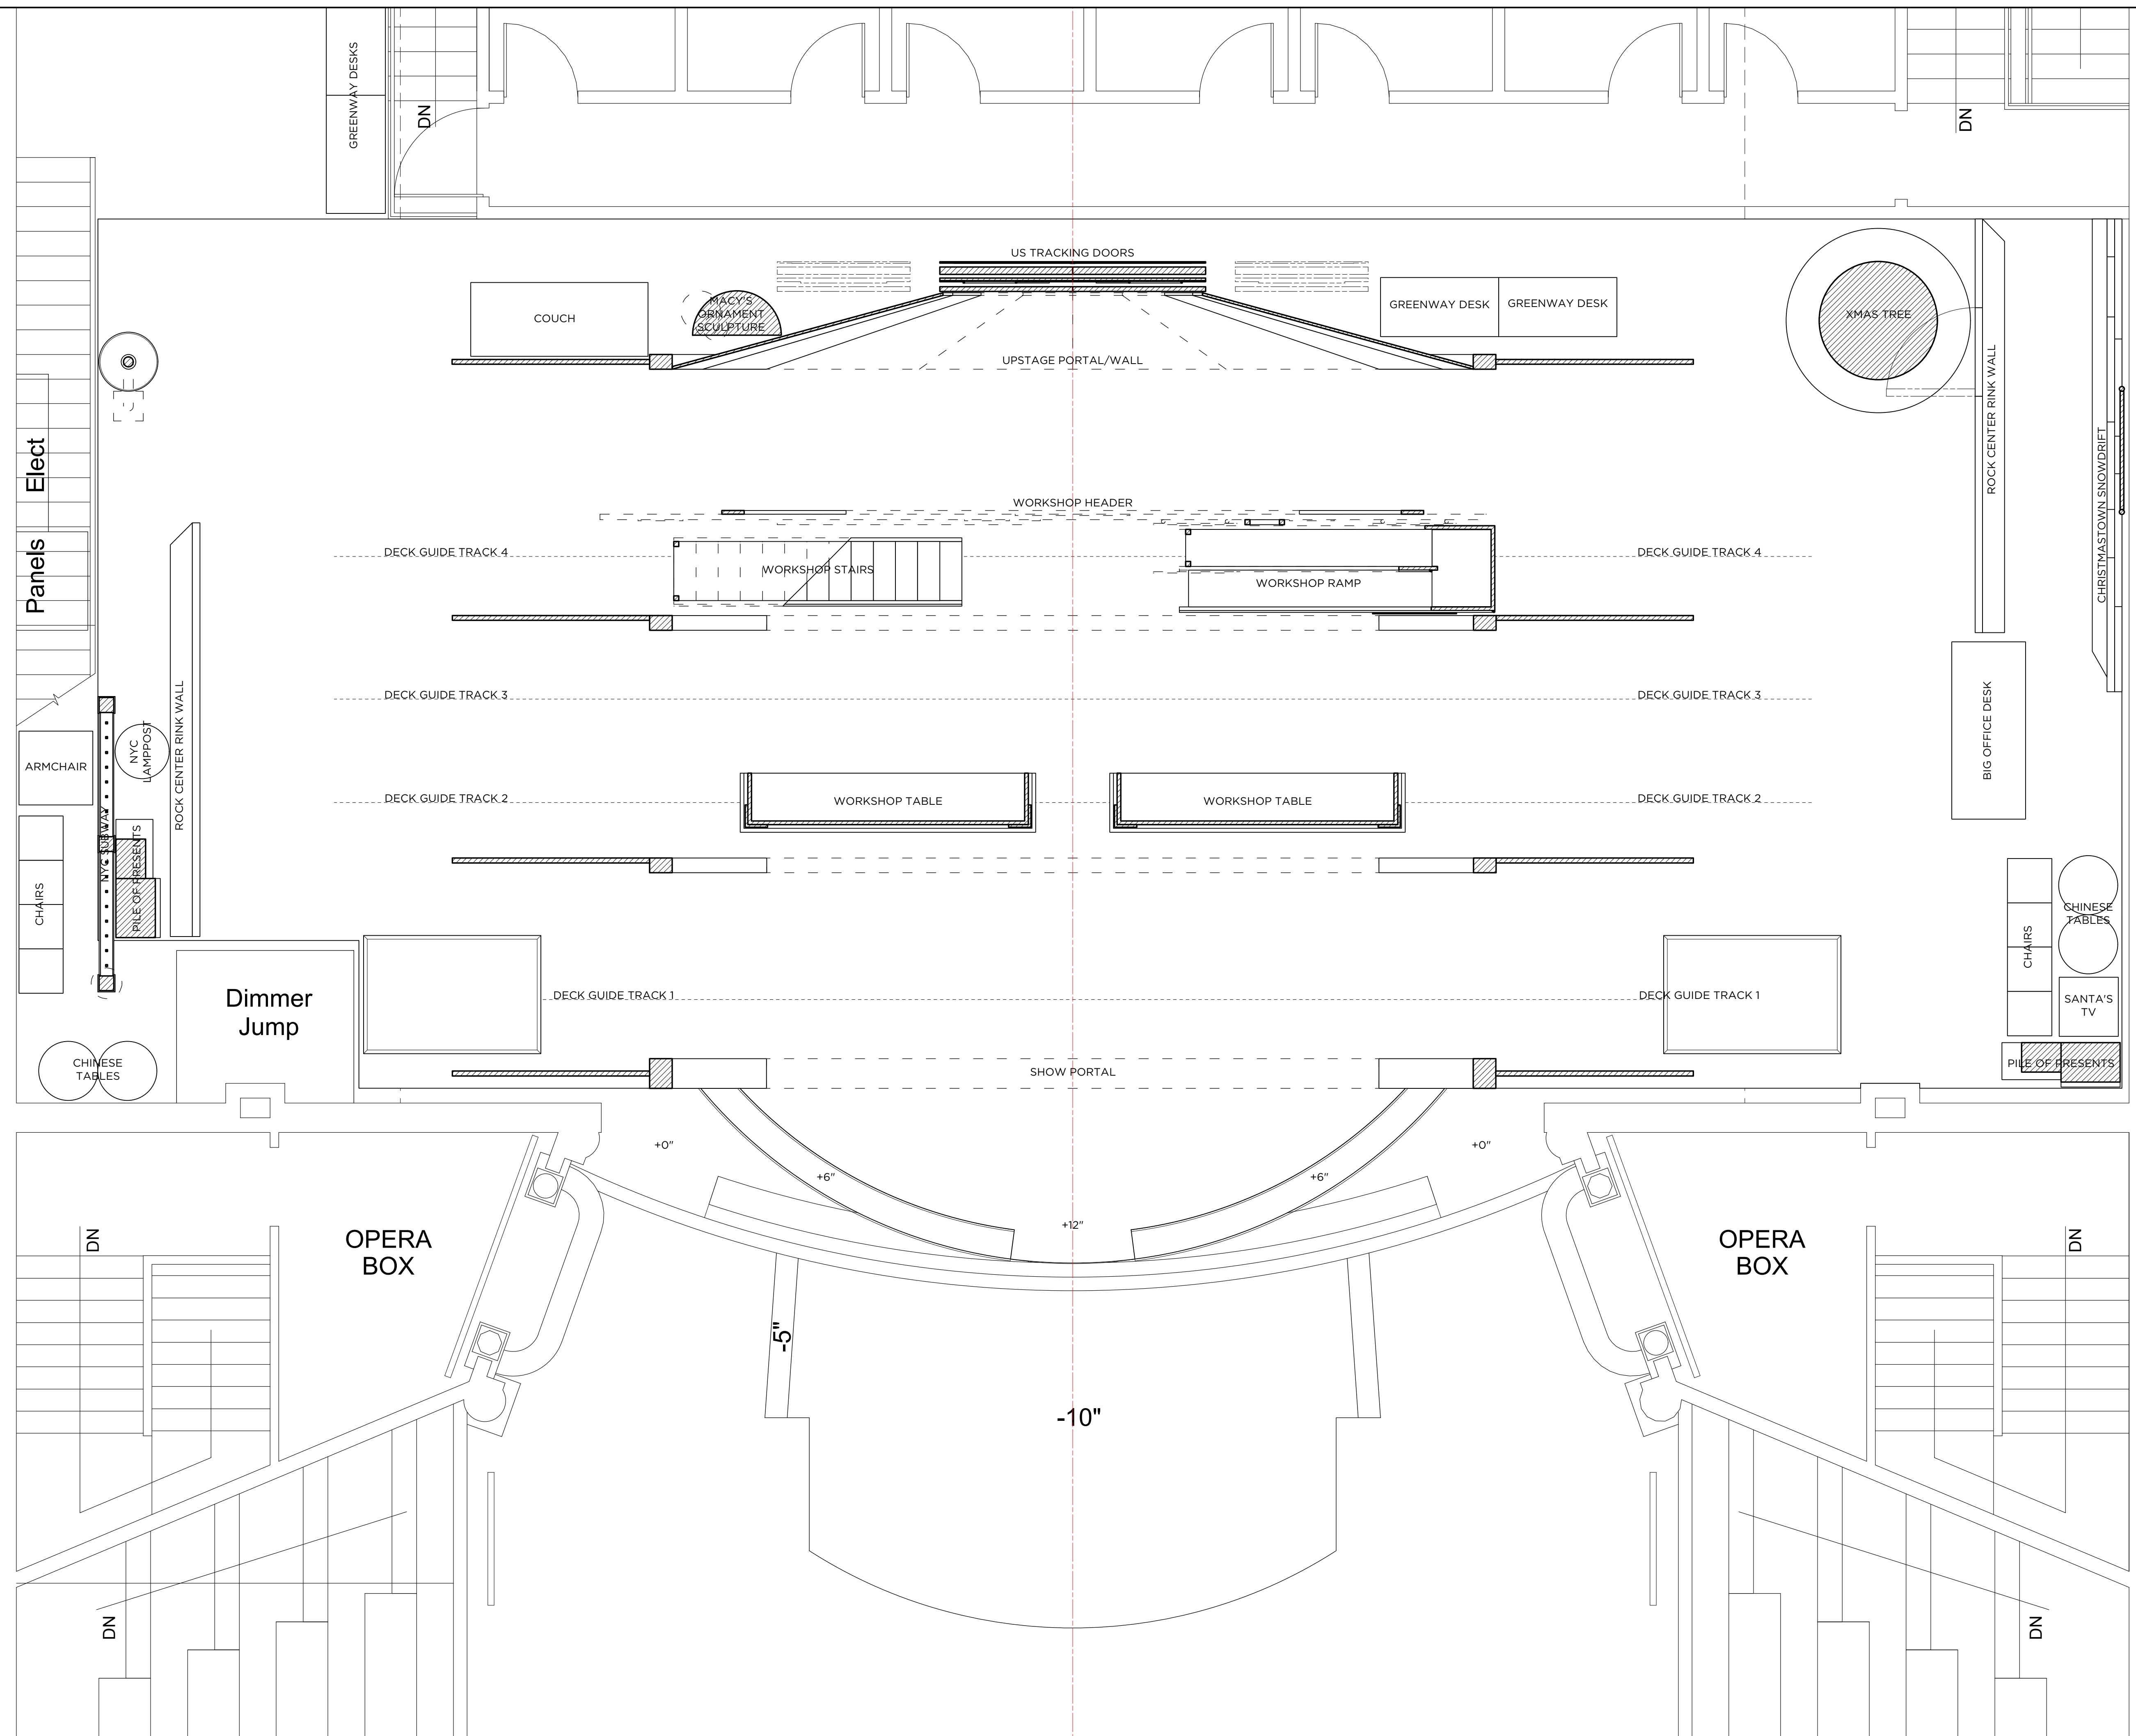 GREENWAY DESKS
DN
DN
US TRACKING DOORS
MACY'S
ORNAMENT
SCULPTURE
COUCH
GREENWAY DESK
GREENWAY DESK
XMAS TREE
UPSTAGE PORTAL/WALL
ROCK CENTER RINK WALL
CHRISTMASTOWN SNOWDRIFT
Panels Elect
WORKSHOP HEADER
DECK GUIDE TRACK 4
WORKSHOP STAIRS
WORKSHOP RAMP
DECK GUIDE TRACK 4
DECK GUIDE TRACK 3
DECK GUIDE TRACK 3
ARMCHAIR
NYC
LAMPPOST
ROCK CENTER RINK WALL
BIG OFFICE DESK
DECK GUIDE TRACK 2
WORKSHOP TABLE
WORKSHOP TABLE
DECK GUIDE TRACK 2
NYC SUBWAY
PILE OF PRESENTS
CHAIRS
CHAIRS
CHINESE
TABLES
Dimmer
Jump
DECK GUIDE TRACK 1
DECK GUIDE TRACK 1
SANTA'S
TV
CHINESE
TABLES
SHOW PORTAL
PILE OF PRESENTS
+0"
+0"
+6"
+6"
+12"
DN
OPERA
BOX
OPERA
BOX
DN
-5"
-10"
DN
DN